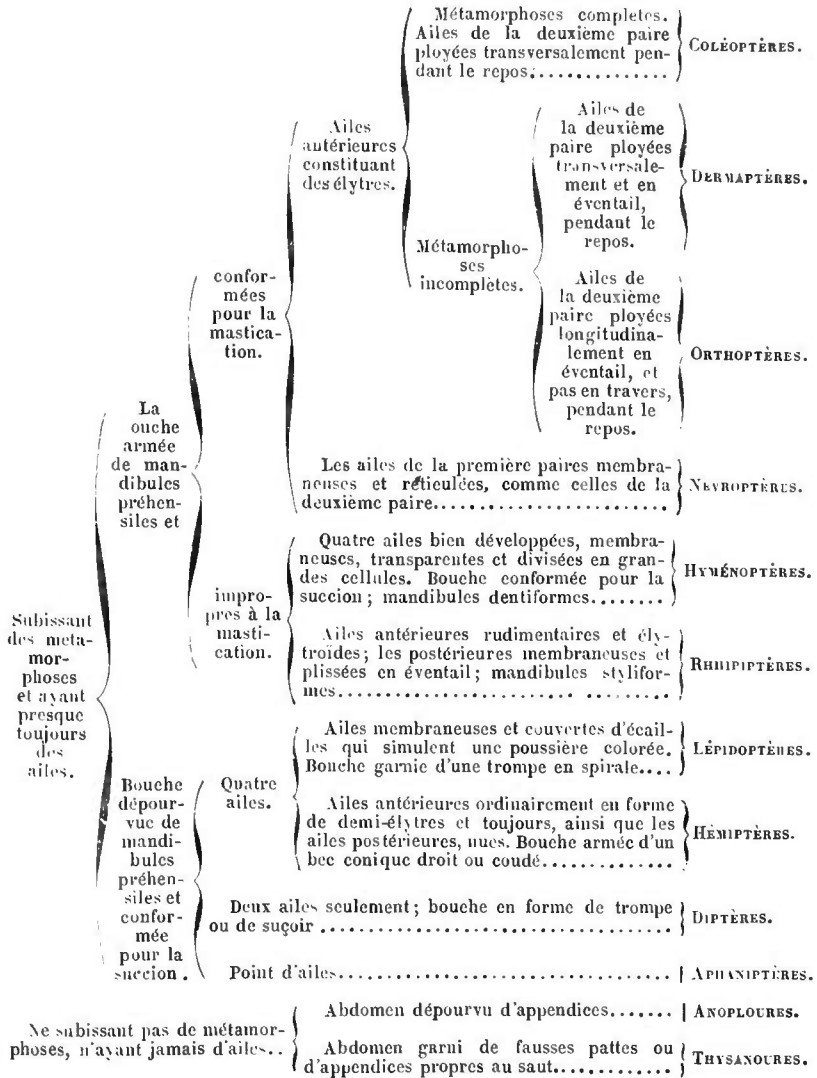 Métamorphoses completes.
Ailes de la deuxième paire
ployées transversalement pen-
dant le repos...............
COLÉOPTÈRES.
Ailes
antérieures
constituant
des élytres.
Ailes de
la deuxième
paire ployées
transversale-
ment et en
éventail,
pendant le
repos.
DERMAPTÈRES.
Métamorpho-
ses
incomplètes.
Ailes de
la deuxième
paire ployées
longitudina-
lement en
éventail, et
pas en travers,
pendant le
repos.
ORTHOPTÈRES.
confor-
mées
pour la
mastica-
tion.
La
ouche
armée
de man-
dibules
préhen-
siles et
Les ailes de la première paires membra-
neuses et réticulées, comme celles de la
deuxième paire........................
NEVROPTÈRES.
Quatre ailes bien développées, membra-
neuses, transparentes et divisées en gran-
des cellules. Bouche conformée pour la
succion ; mandibules dentiformes........
HYMÉNOPTÈRES.
impro-
pres à la
masti-
cation.
Ailes antérieures rudimentaires et ély-
troïdes ; les postérieures membraneuses et
plissées en éventail ; mandibules stylifor-
mes..................... .........
RHIPIPTÈRES.
Subissant
des meta-
mor-
phoses
et ayant
presque
toujours
des
ailes.
Ailes membraneuses et couvertes d'écail-
les qui simulent une poussière colorée.
Bouche garnie d'une trompe en spirale....
LÉPIDOPTÈRES.
Bouche
dépour-
vue de
mandi-
bules
préhen-
siles et
confor-
mée
pour la
succion.
Quatre
ailes.
Ailes antérieures ordinairement en forme
de demi-élytres et toujours, ainsi que les
ailes postérieures, nues. Bouche armée d'un
bec conique droit ou coudé..............
HÉMIPTÈRES.
Deux ailes seulement ; bouche en forme de trompe
ou de suçoir ....................................
DIPTÈRES.
Point d'ailes...................................
APHANIPTÈRES.
Ne subissant pas de métamor-
phoses, n'ayant jamais d'ailes..
Abdomen dépourvu d'appendices.......
ANOPLOURES.
Abdomen garni de fausses pattes ou
d'appendices propres au saut............
THYSANOURES.